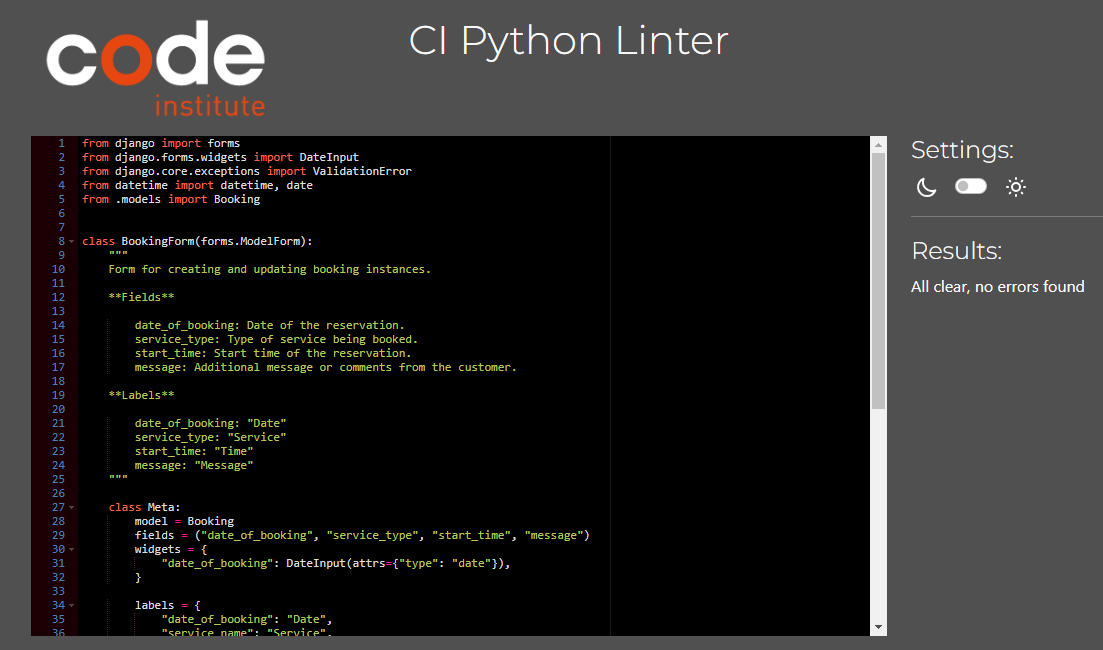 code
institute
CI Python Linter
1 from django import forms
2 from django.forms.widgets import DateInput
3 from django.core.exceptions import ValidationError
4 from datetime import datetime, date
5 from .models import Booking
6
7
8 class BookingForm(forms.ModelForm):
9     """
10     Form for creating and updating booking instances.
11
12     **Fields**
13
14         date_of_booking: Date of the reservation.
15         service_type: Type of service being booked.
16         start_time: Start time of the reservation.
17         message: Additional message or comments from the customer.
18
19     **Labels**
20
21         date_of_booking: "Date"
22         service_type: "Service"
23         start_time: "Time"
24         message: "Message"
25     """
26
27     class Meta:
28         model = Booking
29         fields = ("date_of_booking", "service_type", "start_time", "message")
30         widgets = {
31             "date_of_booking": DateInput(attrs={"type": "date"}),
32         }
33
34         labels = {
35             "date_of_booking": "Date",
36             "service_name": "Service",
Settings:
Results:
All clear, no errors found